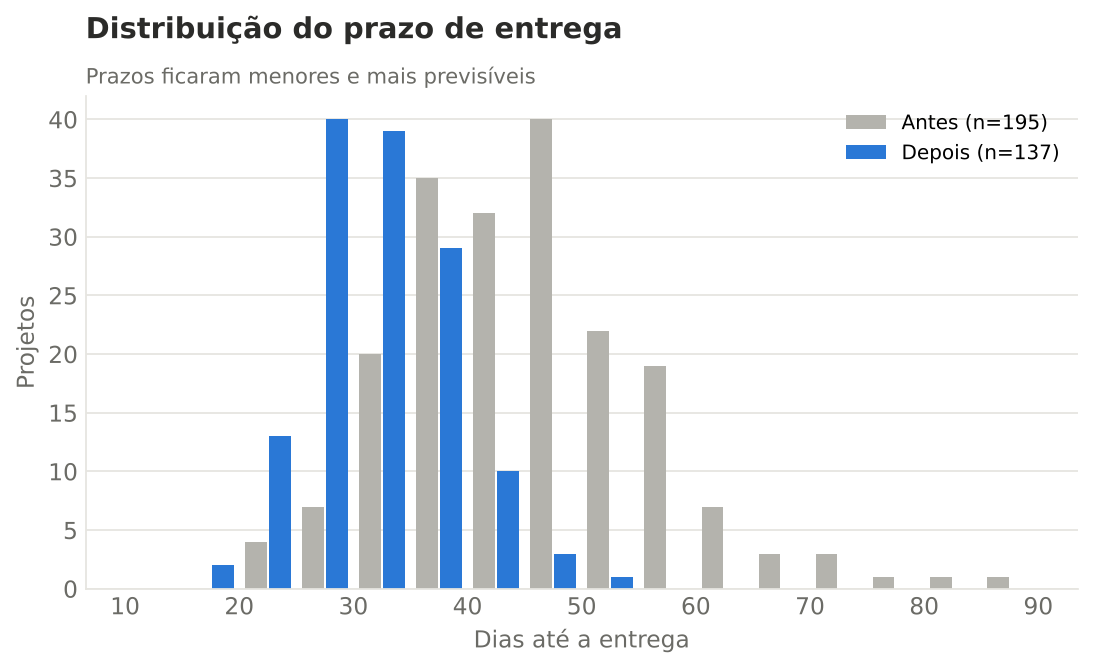 Distribuição do prazo de entrega
Prazos ficaram menores e mais previsíveis
Antes (n=195)
Depois (n=137)
Projetos
40
35
30
25
20
15
10
5
0
10 20 30 40 50 60 70 80 90
Dias até a entrega